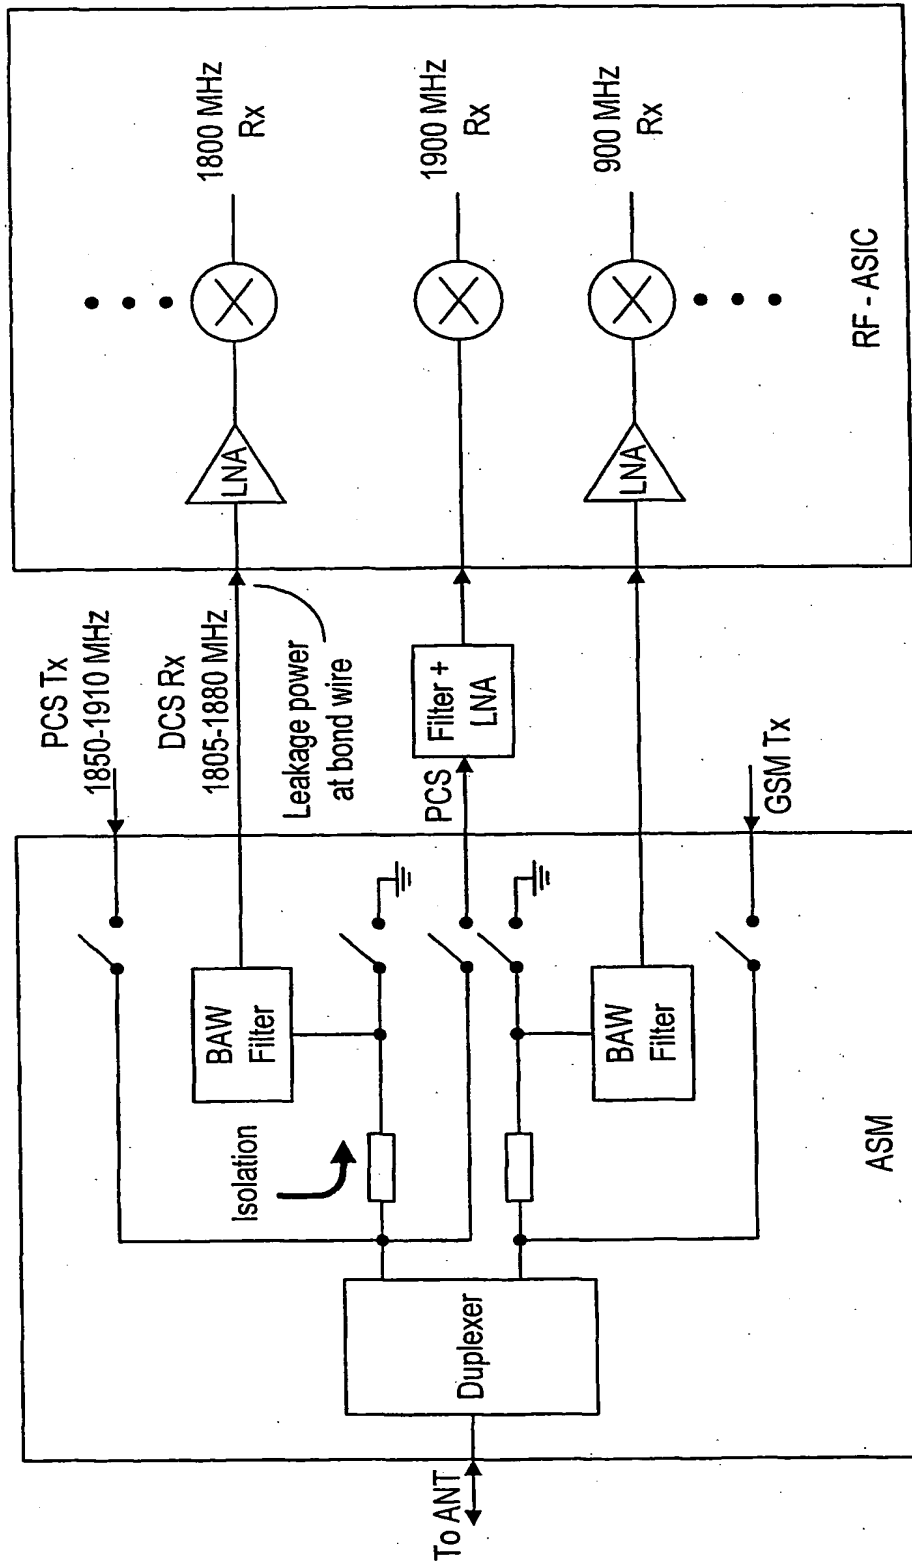 To ANT
Duplexer
Isolation
BAW
Filter
BAW
Filter
ASM
PCS Tx
1850-1910 MHz
DCS Rx
1805-1880 MHz
Leakage power
at bond wire
PCS
Filter +
LNA
GSM Tx
LNA
LNA
1800 MHz
Rx
1900 MHz
Rx
900 MHz
Rx
RF - ASIC